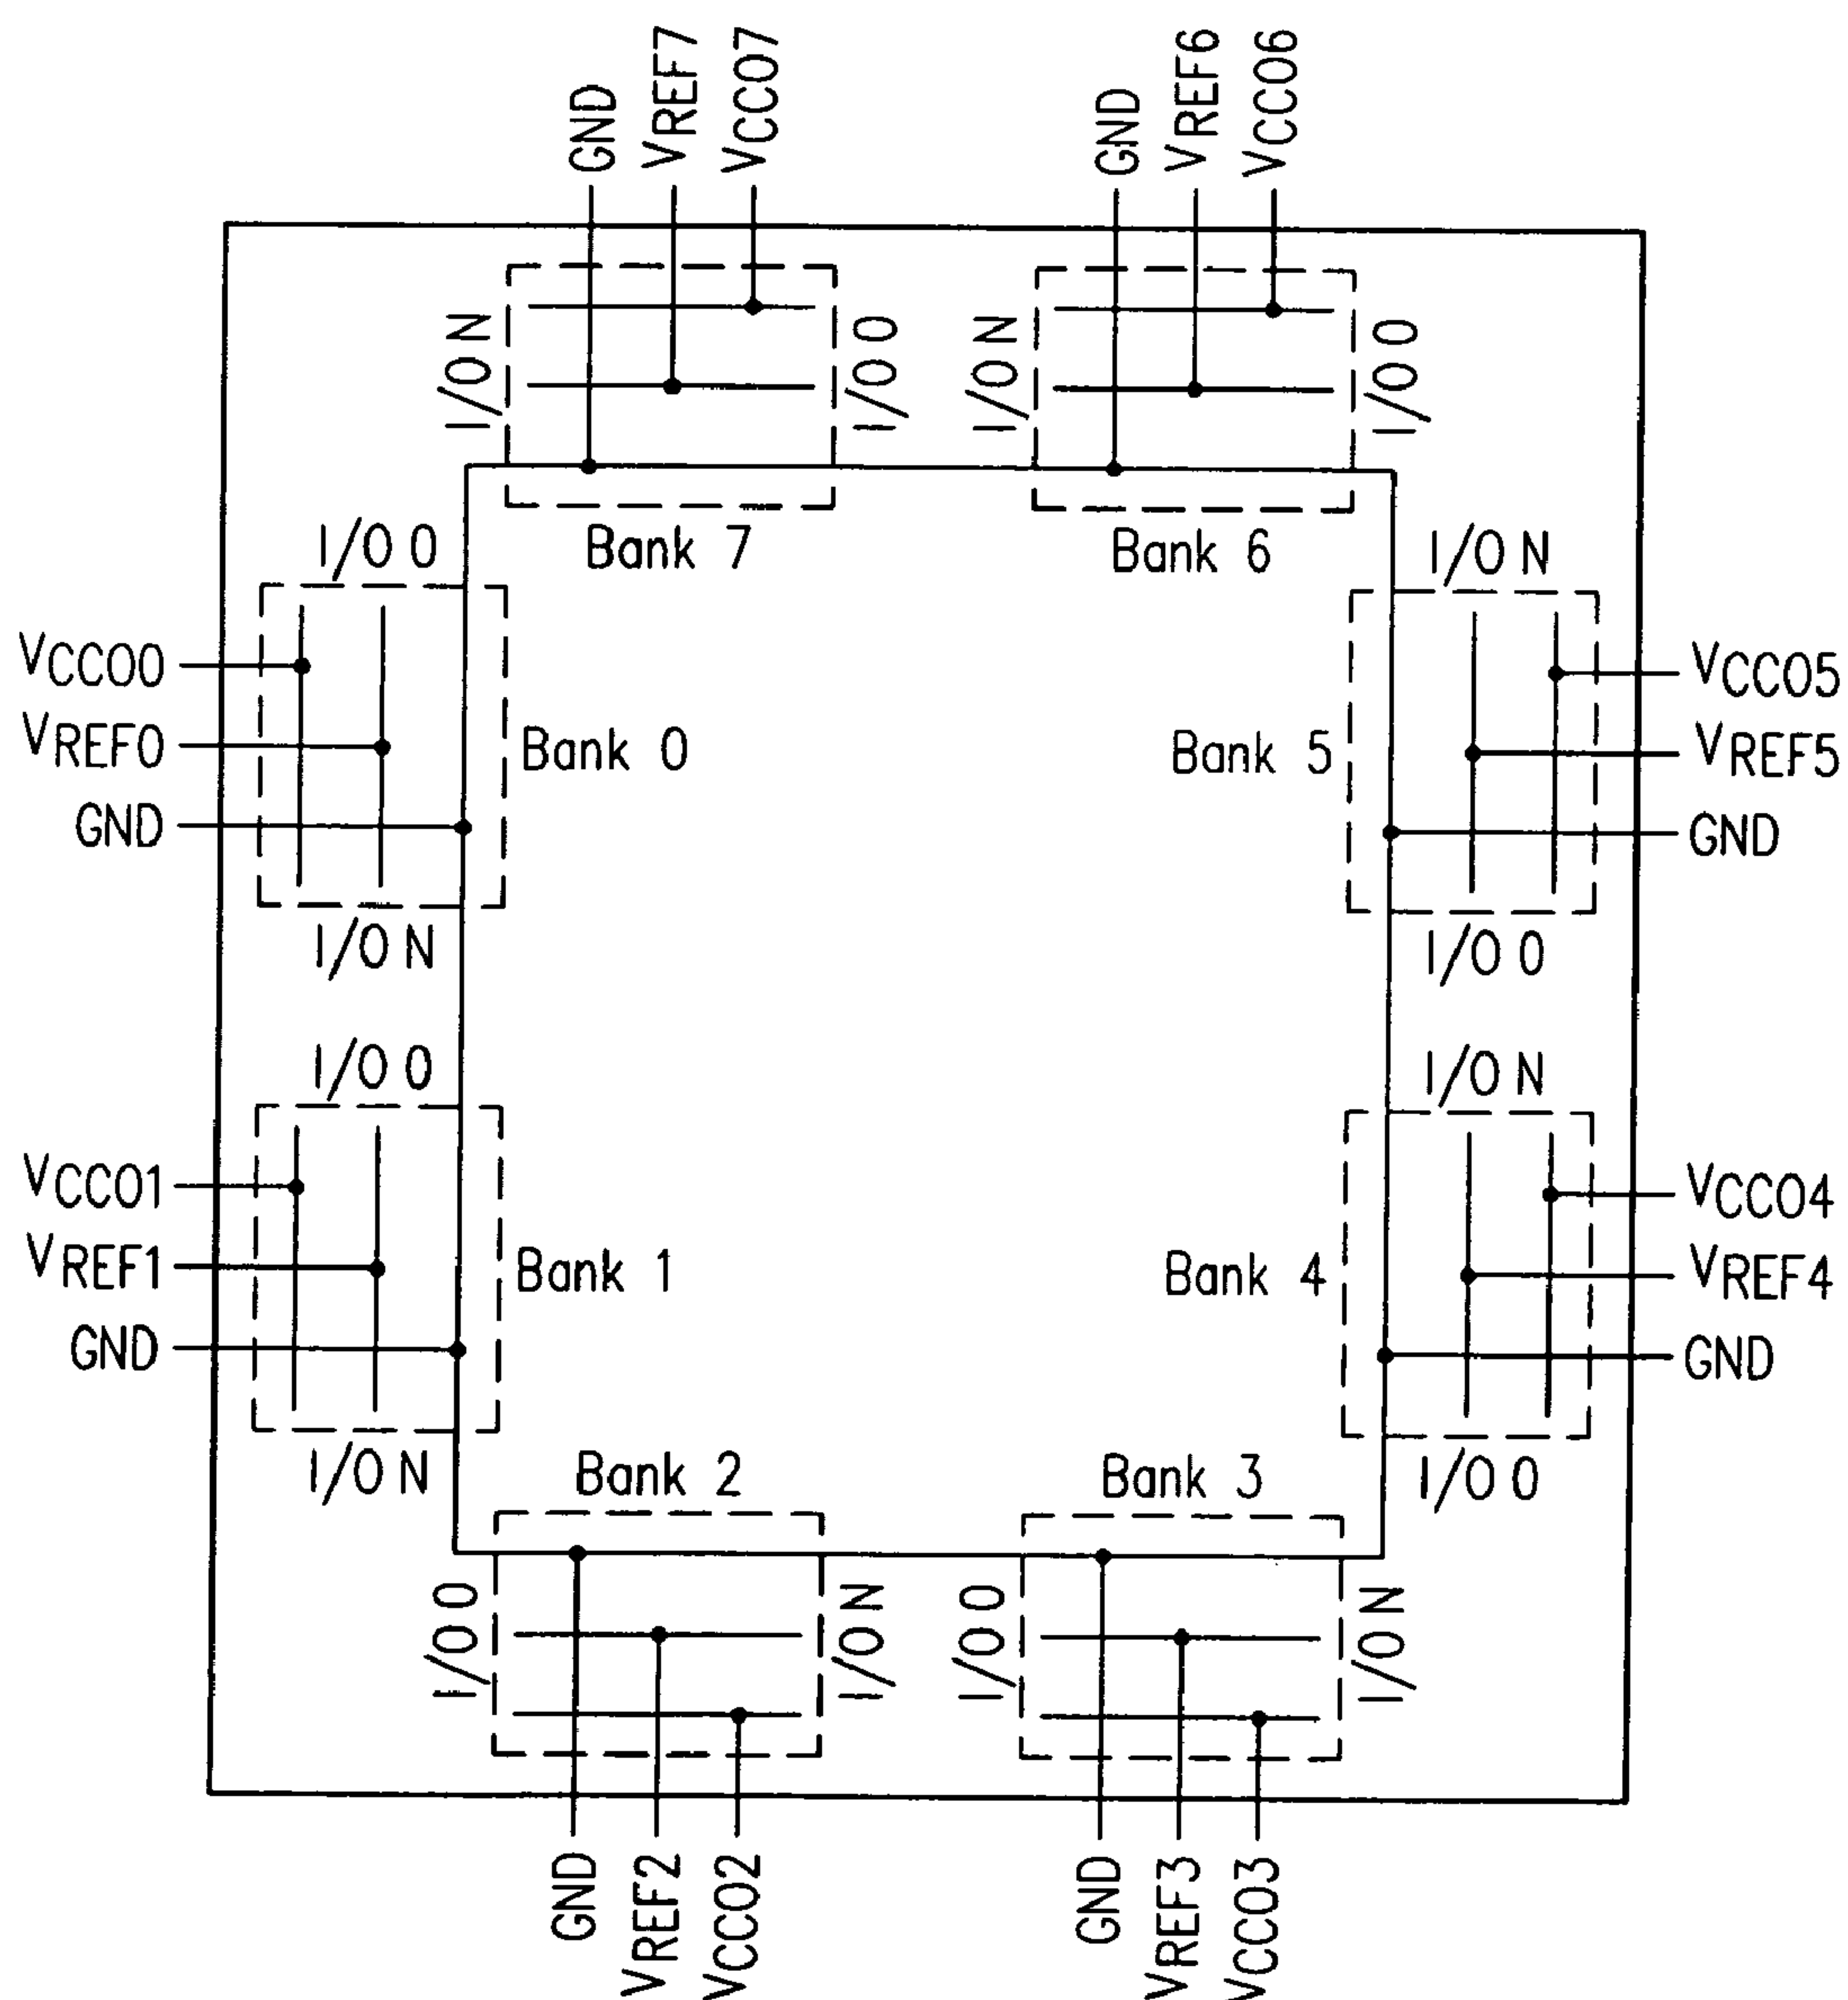 GND
VREF7
VCCO7
GND
VREF6
VCCO6
I/O N
I/O 0
I/O N
I/O 0
Bank 7
Bank 6
I/O 0
I/O N
VCCO0
VREF0
GND
Bank 0
Bank 5
VCCO5
VREF5
GND
I/O N
I/O 0
I/O 0
I/O N
VCCO1
VREF1
GND
Bank 1
Bank 4
VCCO4
VREF4
GND
I/O N
I/O 0
Bank 2
Bank 3
I/O 0
I/O N
I/O 0
I/O N
GND
VREF2
VCCO2
GND
VREF3
VCCO3